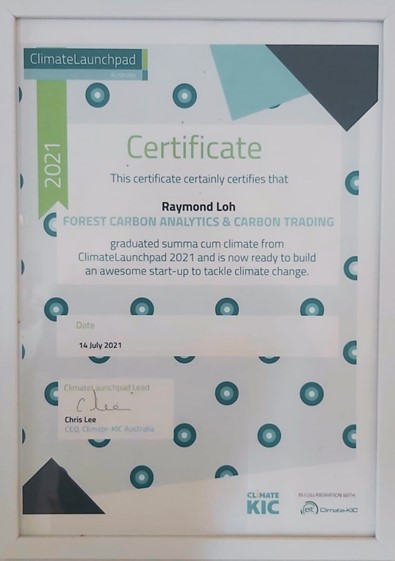 ClimateLaunchpad
Australia
2021
Certificate
This certificate certainly certifies that
Raymond Loh
FOREST CARBON ANALYTICS & CARBON TRADING
graduated summa cum climate from
ClimateLaunchpad 2021 and is now ready to build
an awesome start-up to tackle climate change.
Date
14 July 2021
ClimateLaunchpad Lead
Chris Lee
CEO, Climate-KIC Australia
CLIMATE
KIC
IN COLLABORATION WITH
eit Climate-KIC